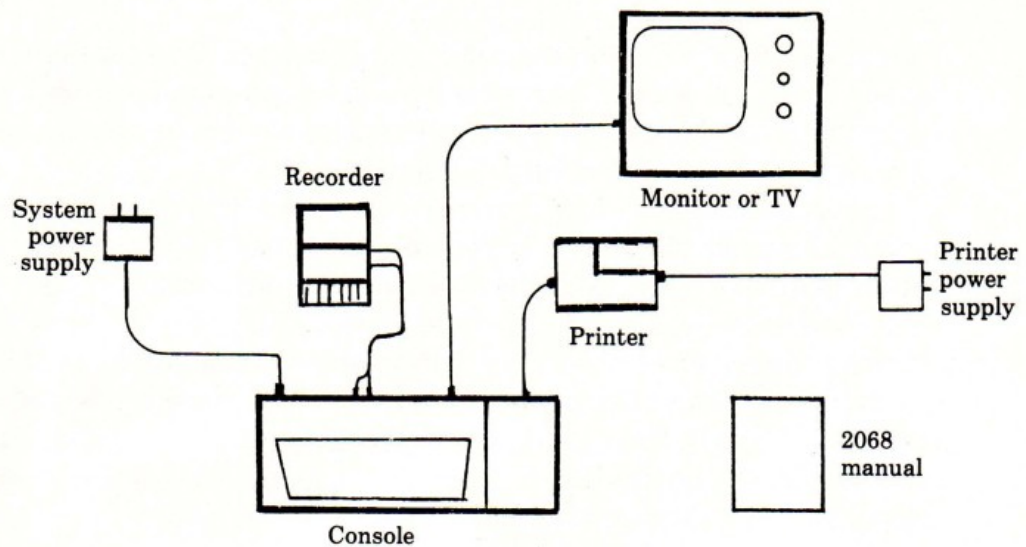 Monitor or TV
Recorder
System
power
supply
Printer
power
supply
Printer
2068
manual
Console